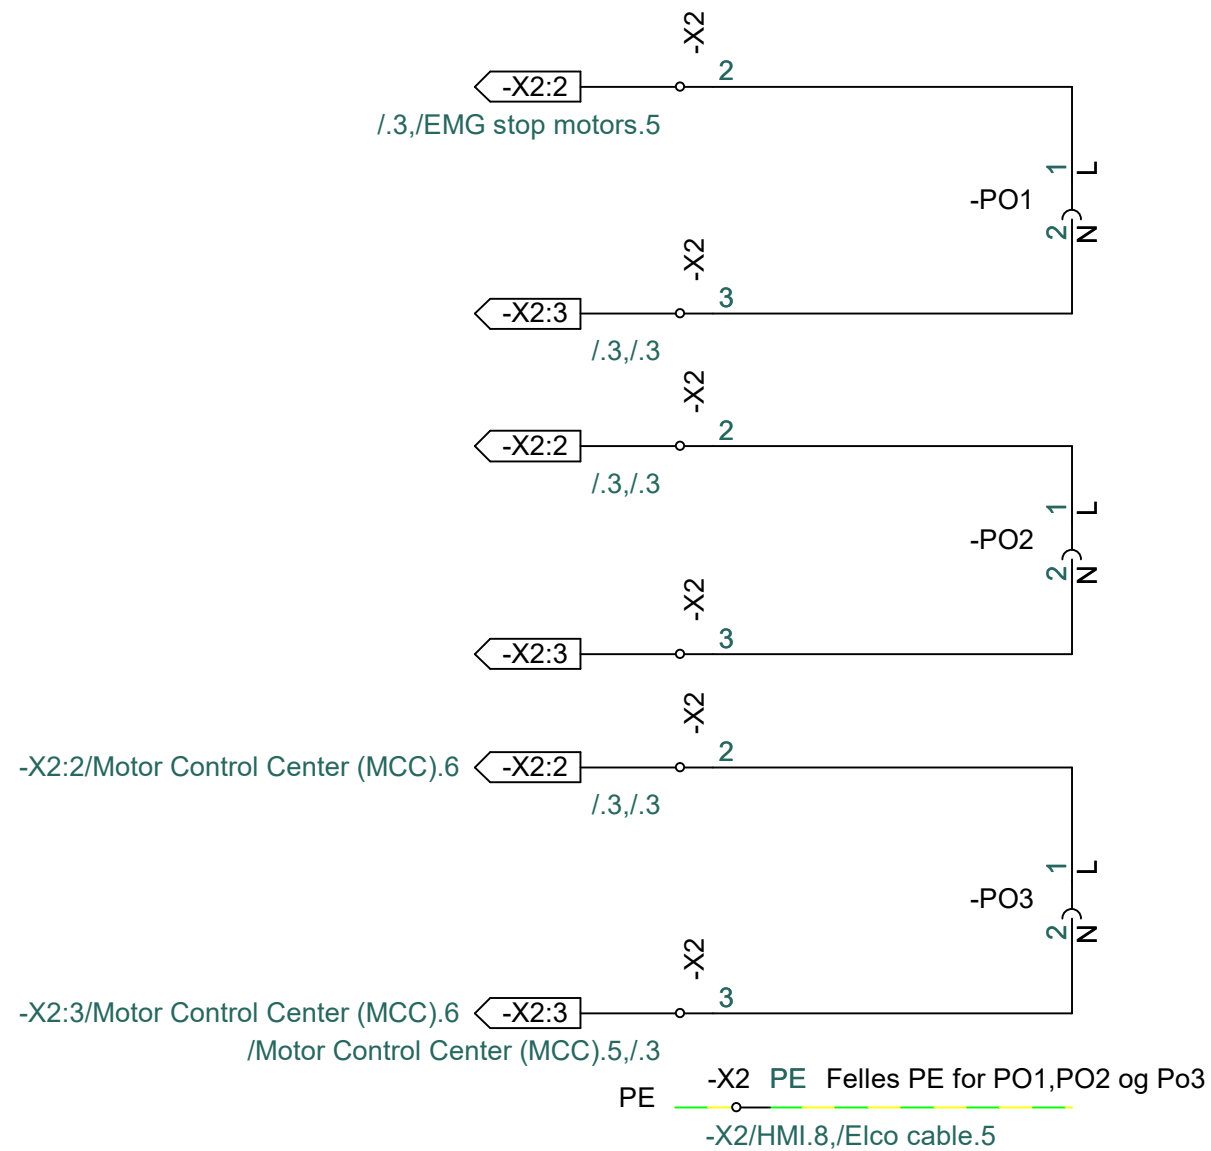 -X2
2
-X2:2
/.3,/EMG stop motors.5
1 L
-PO1
2 N
-X2
3
-X2:3
/.3,/.3
-X2
2
-X2:2
/.3,/.3
1 L
-PO2
2 N
-X2
3
-X2:3
-X2
2
-X2:2/Motor Control Center (MCC).6 -X2:2
/.3,/.3
1 L
-PO3
2 N
-X2
3
-X2:3/Motor Control Center (MCC).6 -X2:3
/Motor Control Center (MCC).5,/.3
-X2 PE Felles PE for PO1,PO2 og Po3
PE
-X2/HMI.8,/Elco cable.5